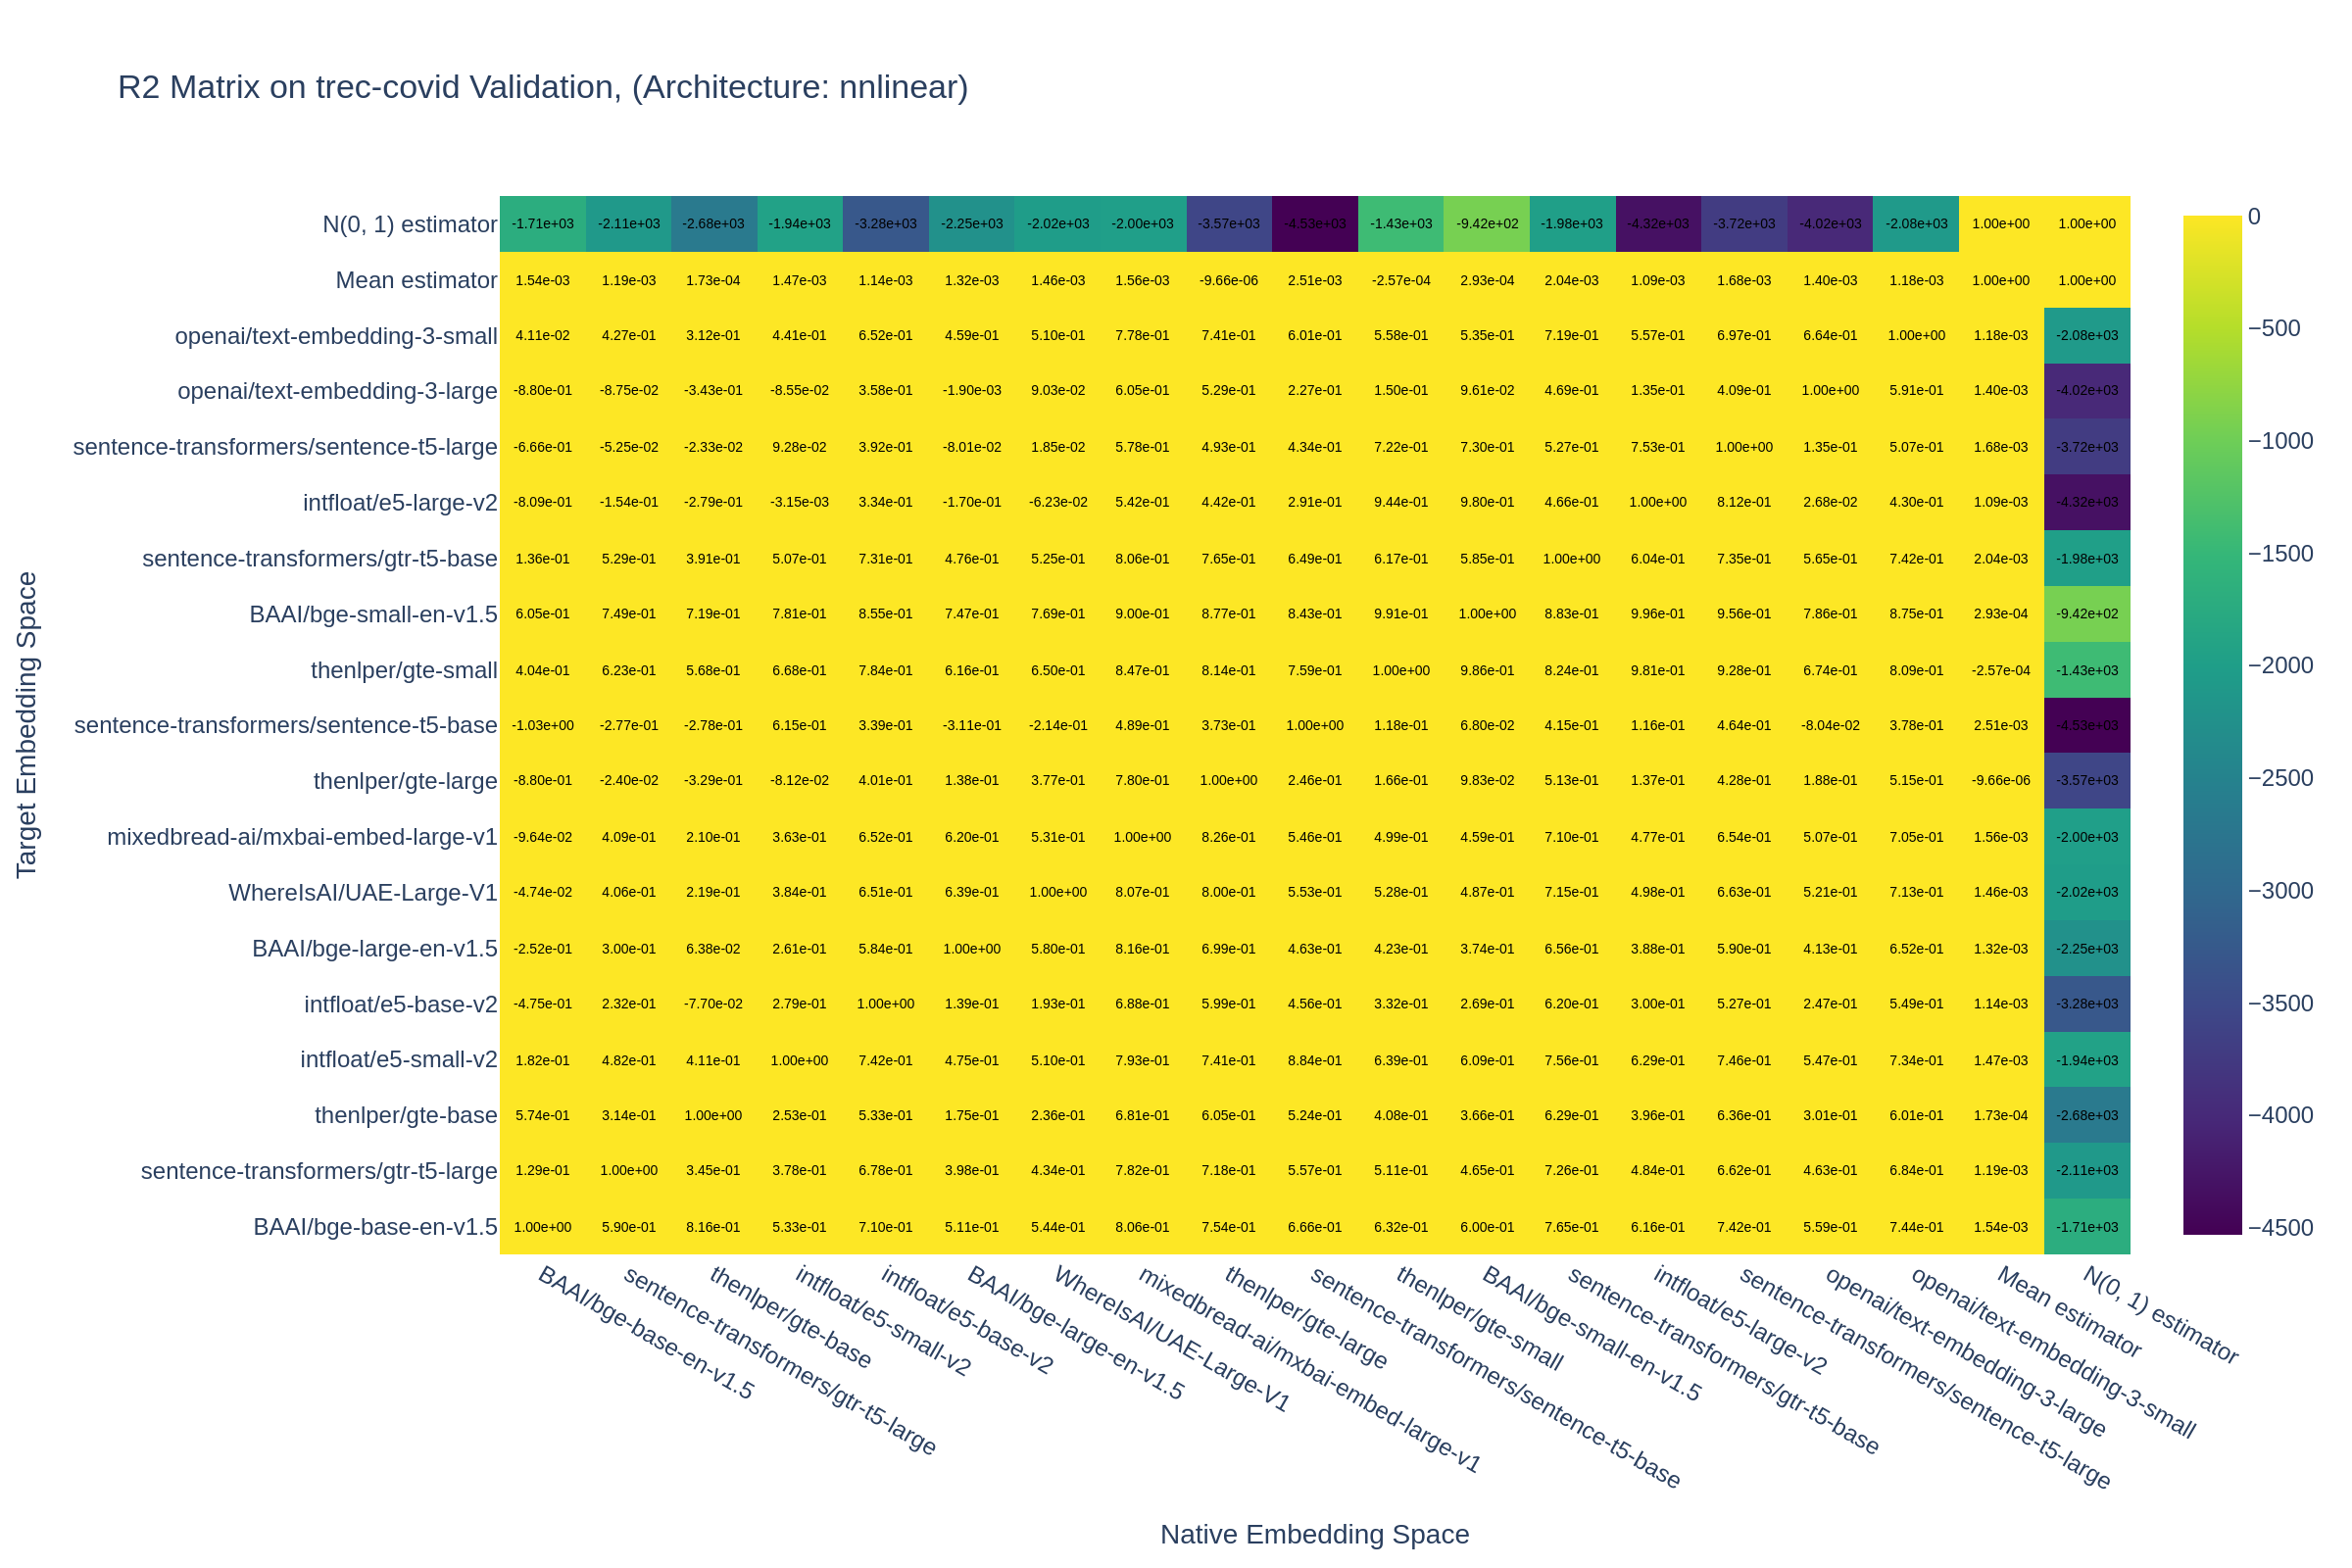 R2 Matrix on trec-covid Validation, (Architecture: nnlinear)
Target Embedding Space
N(0, 1) estimator -1.71e+03 -2.11e+03 -2.68e+03 -1.94e+03 -3.28e+03 -2.25e+03 -2.02e+03 -2.00e+03 -3.57e+03 -4.53e+03 -1.43e+03 -9.42e+02 -1.98e+03 -4.32e+03 -3.72e+03 -4.02e+03 -2.08e+03 1.00e+00 1.00e+00
Mean estimator 1.54e-03 1.19e-03 1.73e-04 1.47e-03 1.14e-03 1.32e-03 1.46e-03 1.56e-03 -9.66e-06 2.51e-03 -2.57e-04 2.93e-04 2.04e-03 1.09e-03 1.68e-03 1.40e-03 1.18e-03 1.00e+00 1.00e+00
openai/text-embedding-3-small 4.11e-02 4.27e-01 3.12e-01 4.41e-01 6.52e-01 4.59e-01 5.10e-01 7.78e-01 7.41e-01 6.01e-01 5.58e-01 5.35e-01 7.19e-01 5.57e-01 6.97e-01 6.64e-01 1.00e+00 1.18e-03 -2.08e+03
openai/text-embedding-3-large -8.80e-01 -8.75e-02 -3.43e-01 -8.55e-02 3.58e-01 -1.90e-03 9.03e-02 6.05e-01 5.29e-01 2.27e-01 1.50e-01 9.61e-02 4.69e-01 1.35e-01 4.09e-01 1.00e+00 5.91e-01 1.40e-03 -4.02e+03
sentence-transformers/sentence-t5-large -6.66e-01 -5.25e-02 -2.33e-02 9.28e-02 3.92e-01 -8.01e-02 1.85e-02 5.78e-01 4.93e-01 4.34e-01 7.22e-01 7.30e-01 5.27e-01 7.53e-01 1.00e+00 1.35e-01 5.07e-01 1.68e-03 -3.72e+03
intfloat/e5-large-v2 -8.09e-01 -1.54e-01 -2.79e-01 -3.15e-03 3.34e-01 -1.70e-01 -6.23e-02 5.42e-01 4.42e-01 2.91e-01 9.44e-01 9.80e-01 4.66e-01 1.00e+00 8.12e-01 2.68e-02 4.30e-01 1.09e-03 -4.32e+03
sentence-transformers/gtr-t5-base 1.36e-01 5.29e-01 3.91e-01 5.07e-01 7.31e-01 4.76e-01 5.25e-01 8.06e-01 7.65e-01 6.49e-01 6.17e-01 5.85e-01 1.00e+00 6.04e-01 7.35e-01 5.65e-01 7.42e-01 2.04e-03 -1.98e+03
BAAI/bge-small-en-v1.5 6.05e-01 7.49e-01 7.19e-01 7.81e-01 8.55e-01 7.47e-01 7.69e-01 9.00e-01 8.77e-01 8.43e-01 9.91e-01 1.00e+00 8.83e-01 9.96e-01 9.56e-01 7.86e-01 8.75e-01 2.93e-04 -9.42e+02
thenlper/gte-small 4.04e-01 6.23e-01 5.68e-01 6.68e-01 7.84e-01 6.16e-01 6.50e-01 8.47e-01 8.14e-01 7.59e-01 1.00e+00 9.86e-01 8.24e-01 9.81e-01 9.28e-01 6.74e-01 8.09e-01 -2.57e-04 -1.43e+03
sentence-transformers/sentence-t5-base -1.03e+00 -2.77e-01 -2.78e-01 6.15e-01 3.39e-01 -3.11e-01 -2.14e-01 4.89e-01 3.73e-01 1.00e+00 1.18e-01 6.80e-02 4.15e-01 1.16e-01 4.64e-01 -8.04e-02 3.78e-01 2.51e-03 -4.53e+03
thenlper/gte-large -8.80e-01 -2.40e-02 -3.29e-01 -8.12e-02 4.01e-01 1.38e-01 3.77e-01 7.80e-01 1.00e+00 2.46e-01 1.66e-01 9.83e-02 5.13e-01 1.37e-01 4.28e-01 1.88e-01 5.15e-01 -9.66e-06 -3.57e+03
mixedbread-ai/mxbai-embed-large-v1 -9.64e-02 4.09e-01 2.10e-01 3.63e-01 6.52e-01 6.20e-01 5.31e-01 1.00e+00 8.26e-01 5.46e-01 4.99e-01 4.59e-01 7.10e-01 4.77e-01 6.54e-01 5.07e-01 7.05e-01 1.56e-03 -2.00e+03
WhereIsAI/UAE-Large-V1 -4.74e-02 4.06e-01 2.19e-01 3.84e-01 6.51e-01 6.39e-01 1.00e+00 8.07e-01 8.00e-01 5.53e-01 5.28e-01 4.87e-01 7.15e-01 4.98e-01 6.63e-01 5.21e-01 7.13e-01 1.46e-03 -2.02e+03
BAAI/bge-large-en-v1.5 -2.52e-01 3.00e-01 6.38e-02 2.61e-01 5.84e-01 1.00e+00 5.80e-01 8.16e-01 6.99e-01 4.63e-01 4.23e-01 3.74e-01 6.56e-01 3.88e-01 5.90e-01 4.13e-01 6.52e-01 1.32e-03 -2.25e+03
intfloat/e5-base-v2 -4.75e-01 2.32e-01 -7.70e-02 2.79e-01 1.00e+00 1.39e-01 1.93e-01 6.88e-01 5.99e-01 4.56e-01 3.32e-01 2.69e-01 6.20e-01 3.00e-01 5.27e-01 2.47e-01 5.49e-01 1.14e-03 -3.28e+03
intfloat/e5-small-v2 1.82e-01 4.82e-01 4.11e-01 1.00e+00 7.42e-01 4.75e-01 5.10e-01 7.93e-01 7.41e-01 8.84e-01 6.39e-01 6.09e-01 7.56e-01 6.29e-01 7.46e-01 5.47e-01 7.34e-01 1.47e-03 -1.94e+03
thenlper/gte-base 5.74e-01 3.14e-01 1.00e+00 2.53e-01 5.33e-01 1.75e-01 2.36e-01 6.81e-01 6.05e-01 5.24e-01 4.08e-01 3.66e-01 6.29e-01 3.96e-01 6.36e-01 3.01e-01 6.01e-01 1.73e-04 -2.68e+03
sentence-transformers/gtr-t5-large 1.29e-01 1.00e+00 3.45e-01 3.78e-01 6.78e-01 3.98e-01 4.34e-01 7.82e-01 7.18e-01 5.57e-01 5.11e-01 4.65e-01 7.26e-01 4.84e-01 6.62e-01 4.63e-01 6.84e-01 1.19e-03 -2.11e+03
BAAI/bge-base-en-v1.5 1.00e+00 5.90e-01 8.16e-01 5.33e-01 7.10e-01 5.11e-01 5.44e-01 8.06e-01 7.54e-01 6.66e-01 6.32e-01 6.00e-01 7.65e-01 6.16e-01 7.42e-01 5.59e-01 7.44e-01 1.54e-03 -1.71e+03
BAAI/bge-base-en-v1.5
sentence-transformers/gtr-t5-large
thenlper/gte-base
intfloat/e5-small-v2
intfloat/e5-base-v2
BAAI/bge-large-en-v1.5
WhereIsAI/UAE-Large-V1
mixedbread-ai/mxbai-embed-large-v1
thenlper/gte-large
sentence-transformers/sentence-t5-base
thenlper/gte-small
BAAI/bge-small-en-v1.5
sentence-transformers/gtr-t5-base
intfloat/e5-large-v2
sentence-transformers/sentence-t5-large
openai/text-embedding-3-large
openai/text-embedding-3-small
Mean estimator
N(0, 1) estimator
Native Embedding Space
0
−500
−1000
−1500
−2000
−2500
−3000
−3500
−4000
−4500